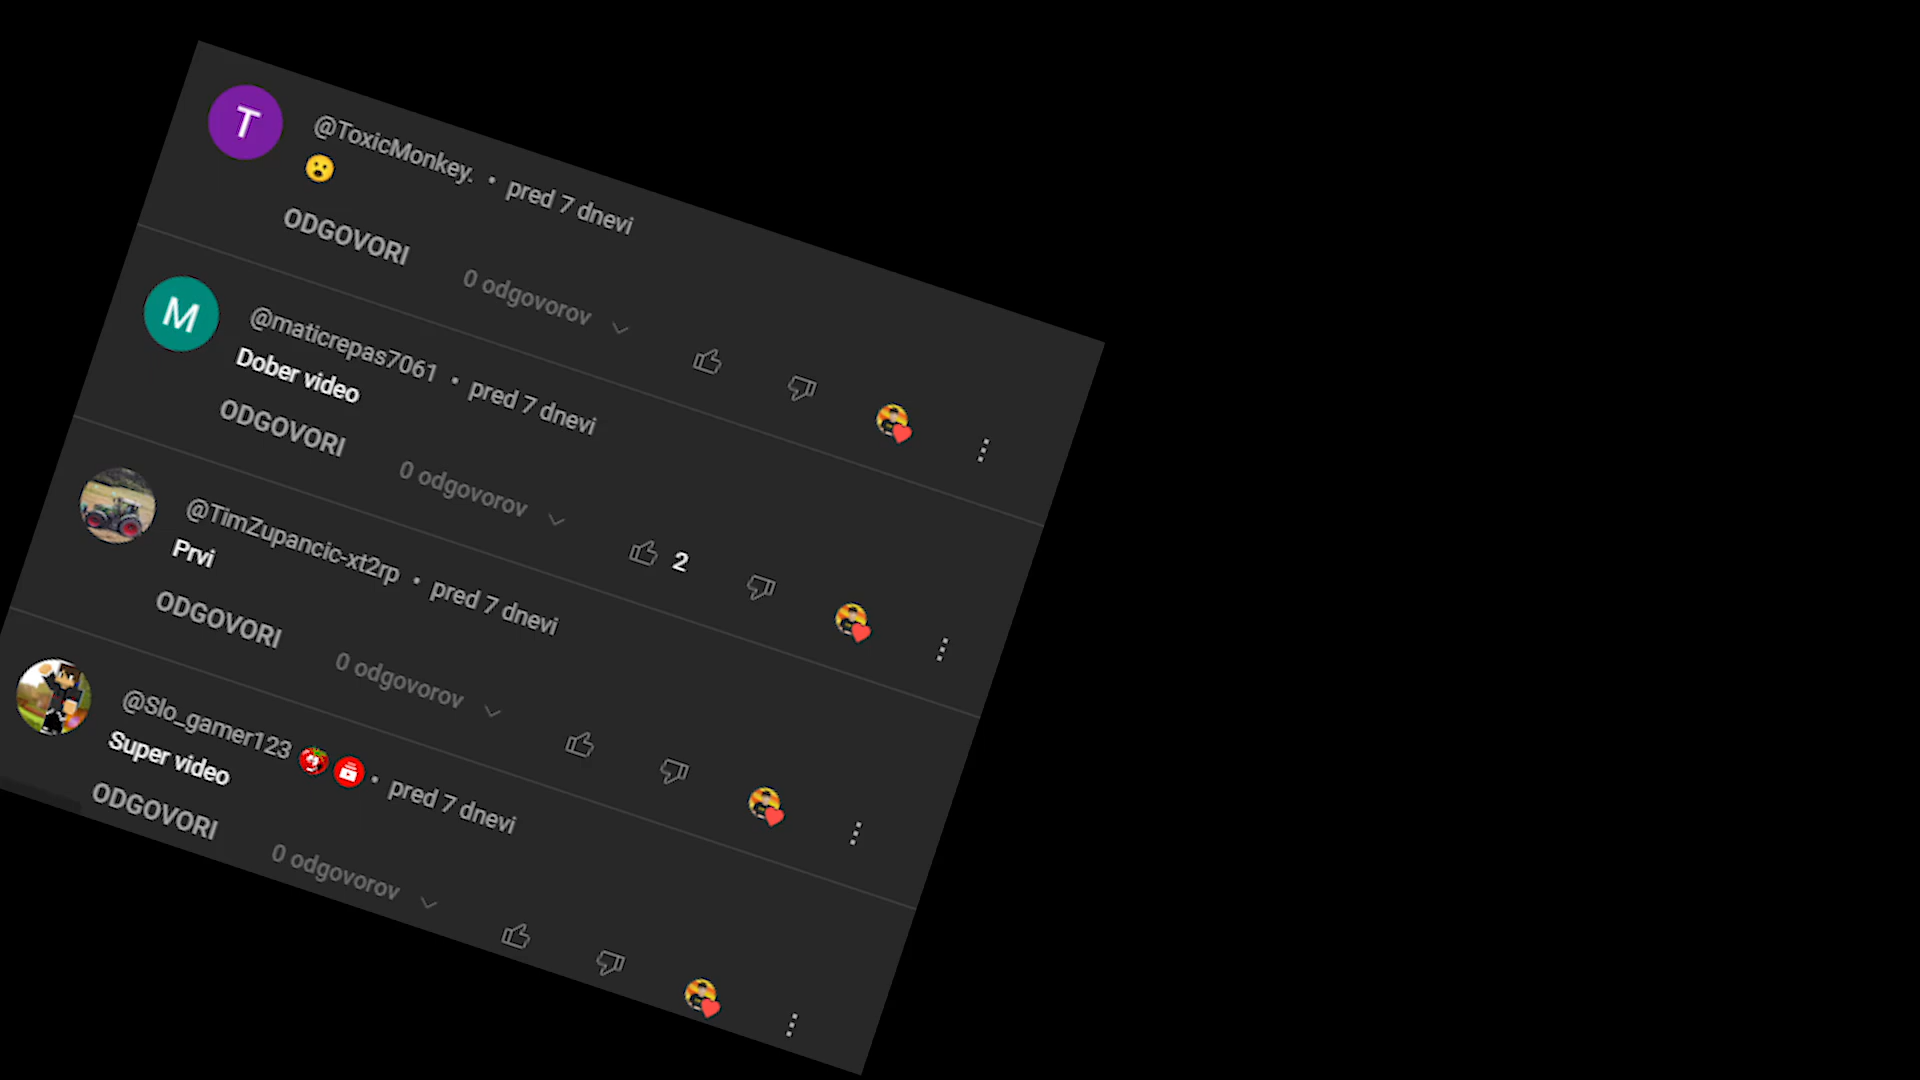 T
@ToxicMonkey. • pred 7 dnevi
😮
ODGOVORI 0 odgovorov
M
@maticrepas7061 • pred 7 dnevi
Dober video
ODGOVORI 0 odgovorov 2
@TimZupancic-xt2rp • pred 7 dnevi
Prvi
ODGOVORI 0 odgovorov
@Slo_gamer123 • pred 7 dnevi
Super video
ODGOVORI 0 odgovorov